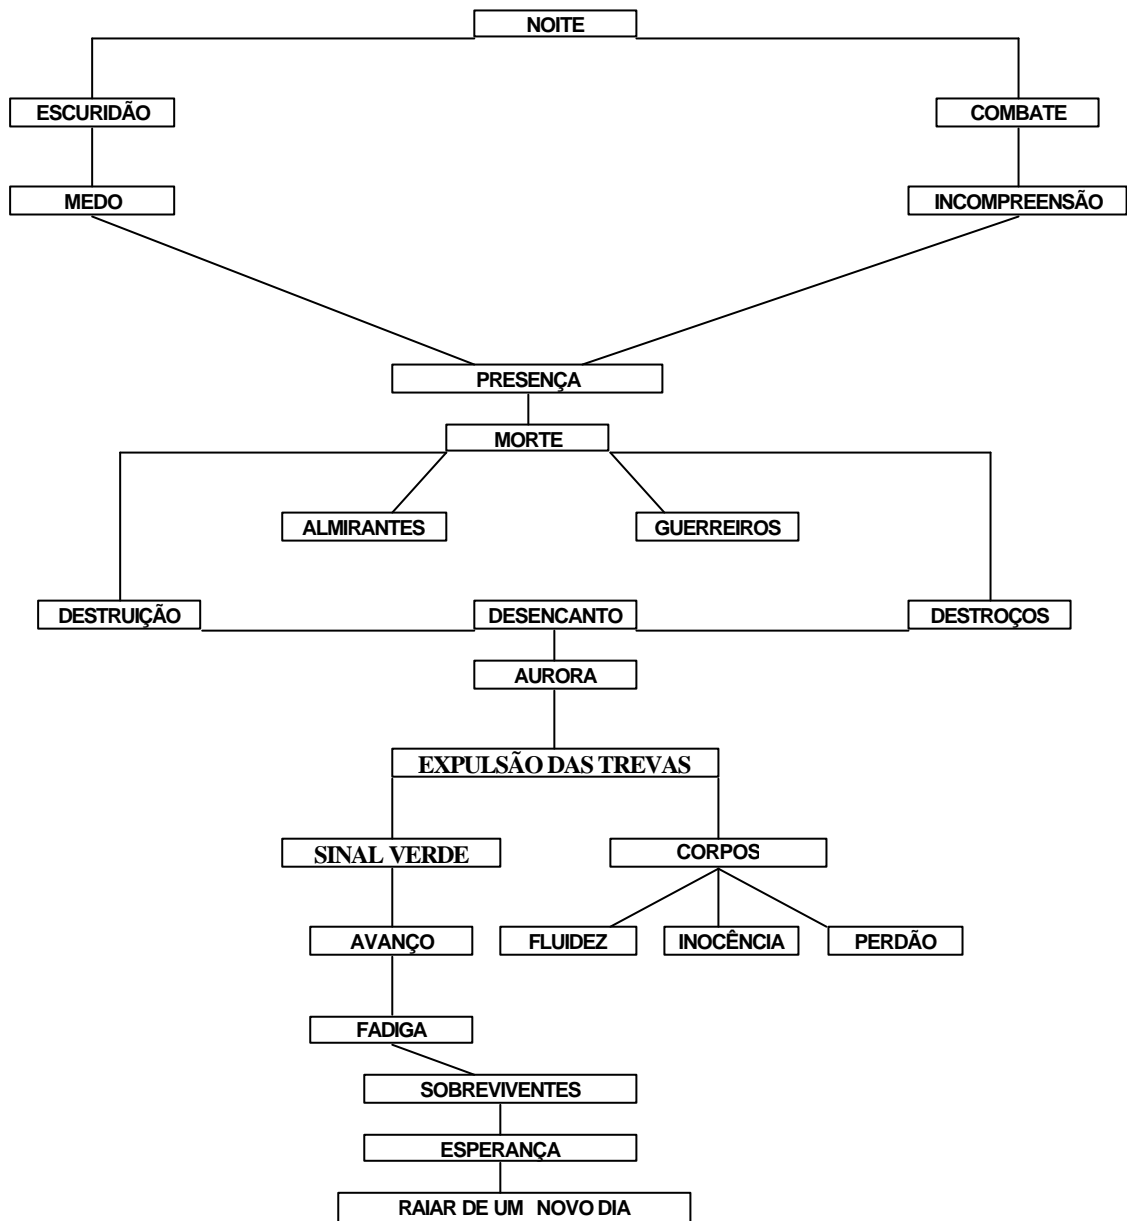 NOITE
ESCURIDÃO
COMBATE
MEDO
INCOMPREENSÃO
PRESENÇA
MORTE
ALMIRANTES
GUERREIROS
DESTRUIÇÃO
DESENCANTO
DESTROÇOS
AURORA
EXPULSÃO DAS TREVAS
SINAL VERDE
CORPOS
AVANÇO
FLUIDEZ
INOCÊNCIA
PERDÃO
FADIGA
SOBREVIVENTES
ESPERANÇA
RAIAR DE UM NOVO DIA